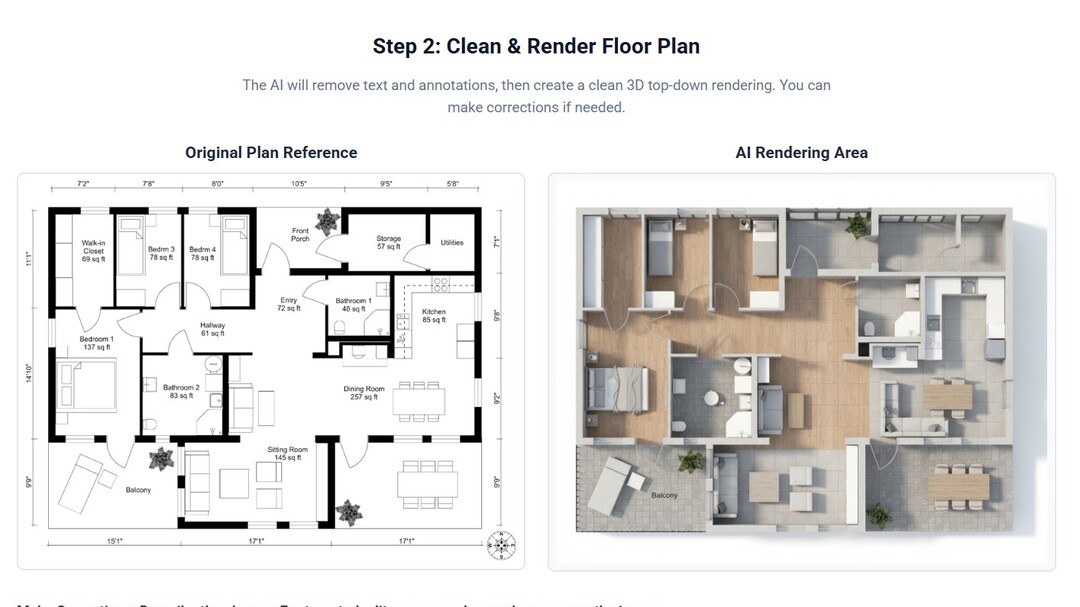 Step 2: Clean & Render Floor Plan
The AI will remove text and annotations, then create a clean 3D top-down rendering. You can
make corrections if needed.
Original Plan Reference
AI Rendering Area
7'2" 7'8" 8'0" 10'5" 9'5" 5'8"
Walk-in
Closet
69 sq ft
Bedrm 3
78 sq ft
Bedrm 4
78 sq ft
Front
Porch
Storage
57 sq ft
Utilities
11'1"
7'1"
Entry
72 sq ft
Bathroom 1
48 sq ft
Kitchen
85 sq ft
9'8"
Hallway
61 sq ft
Bedroom 1
137 sq ft
14'10"
Bathroom 2
83 sq ft
Dining Room
257 sq ft
9'2"
Sitting Room
145 sq ft
Balcony
9'9"
9'9"
15'1" 17'1" 17'1"
N
Balcony